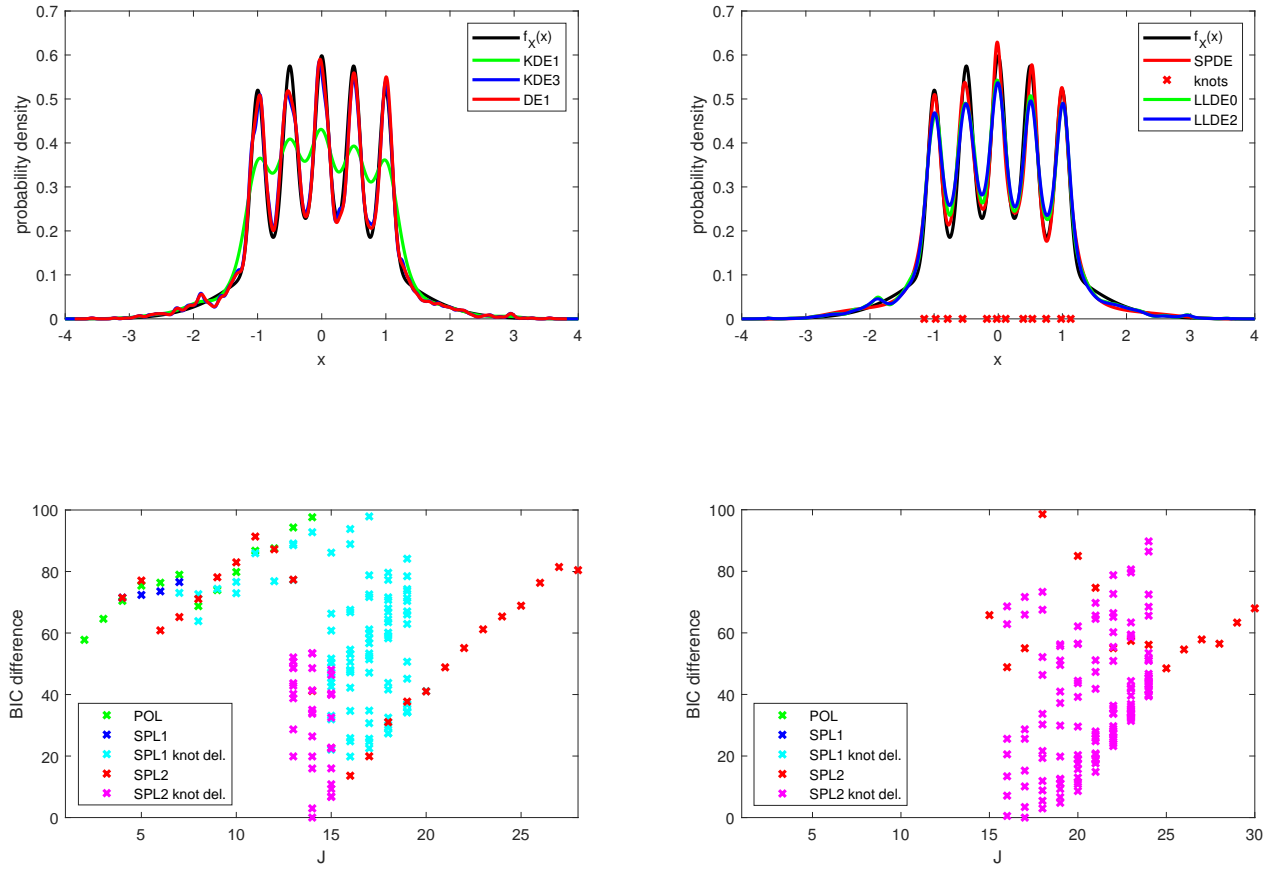 0.7
0.6
0.5
0.4
0.3
0.2
0.1
0
probability density
-4 -3 -2 -1 0 1 2 3 4
x
f_X(x)
KDE1
KDE3
DE1
0.7
0.6
0.5
0.4
0.3
0.2
0.1
0
probability density
-4 -3 -2 -1 0 1 2 3 4
x
f_X(x)
SPDE
knots
LLDE0
LLDE2
100
80
60
40
20
0
BIC difference
5 10 15 20 25
J
POL
SPL1
SPL1 knot del.
SPL2
SPL2 knot del.
100
80
60
40
20
0
BIC difference
5 10 15 20 25 30
J
POL
SPL1
SPL1 knot del.
SPL2
SPL2 knot del.